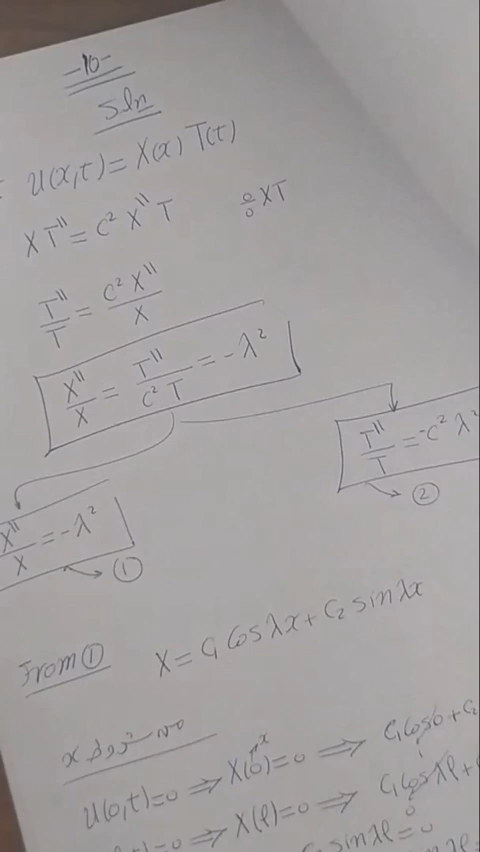 -10-
Soln
U(x,t) = X(x) T(t)
XT'' = C² X'' T ÷ XT
T''/T = C² X''/X
X''/X = T''/C² T = -λ²
T''/T = -C² λ²
②
X''/X = -λ²
①
From ① X = C₁ cos λx + C₂ sin λx
U(0,t)=0 ⇒ X(0)=0 ⇒ C₁ cos 0 + C₂
=0 ⇒ X(ℓ)=0 ⇒ C₁ cos λℓ +
sin λℓ = 0